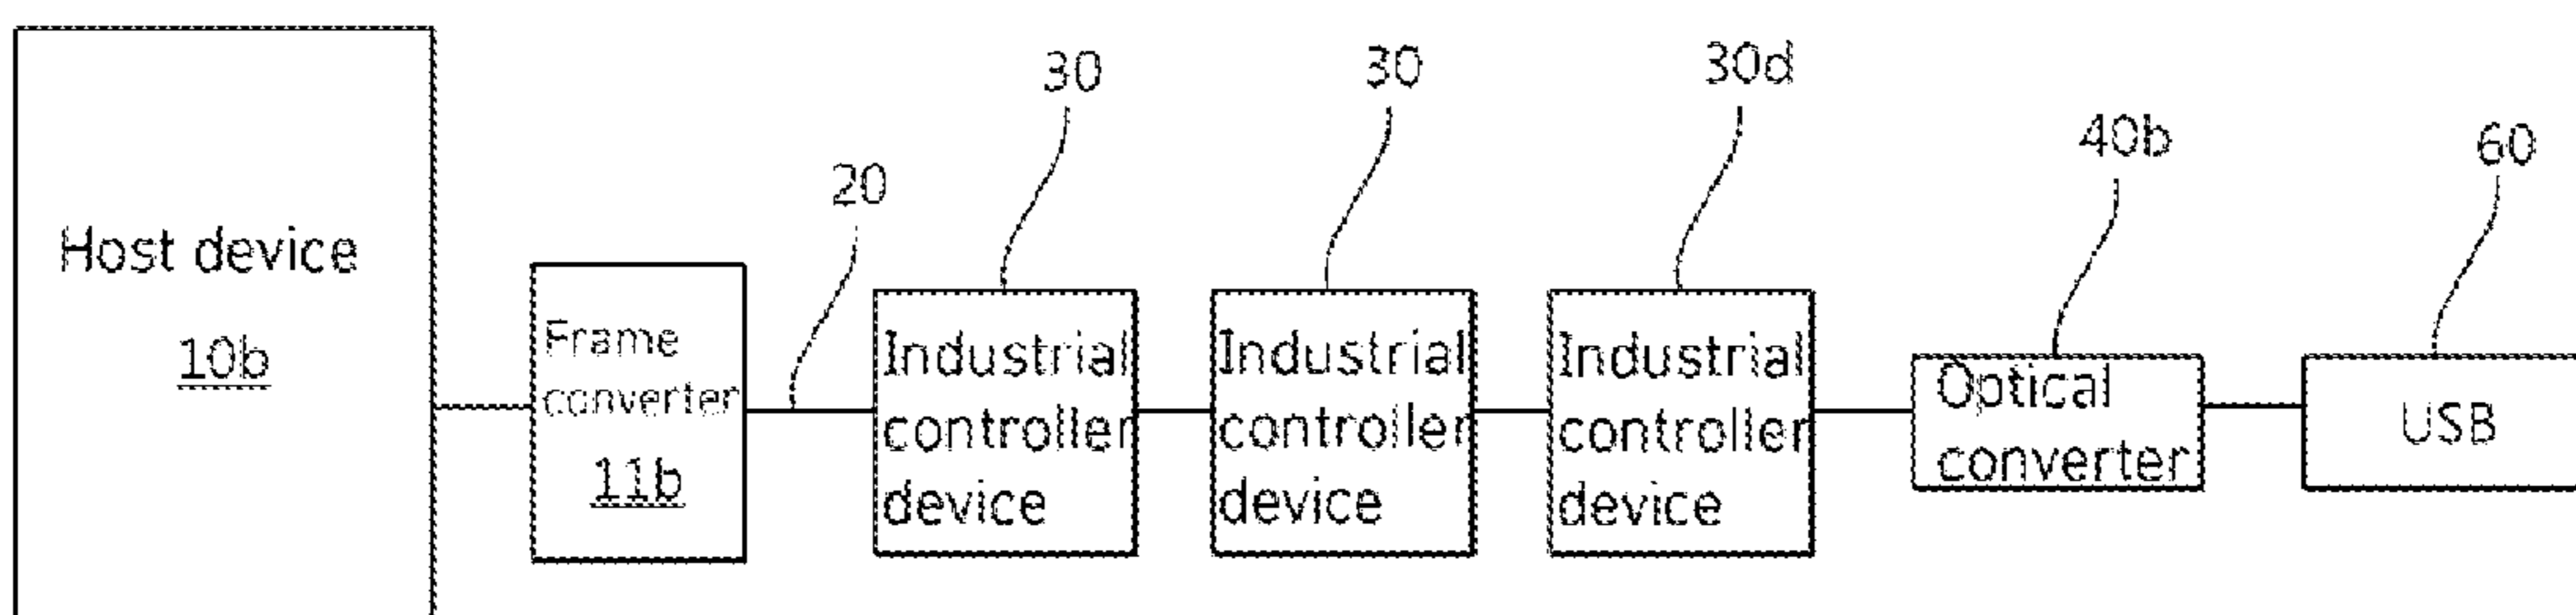 30
30
30d
40b
60
20
Host device
10b
Frame
converter
11b
Industrial
controller
device
Industrial
controller
device
Industrial
controller
device
Optical
converter
USB